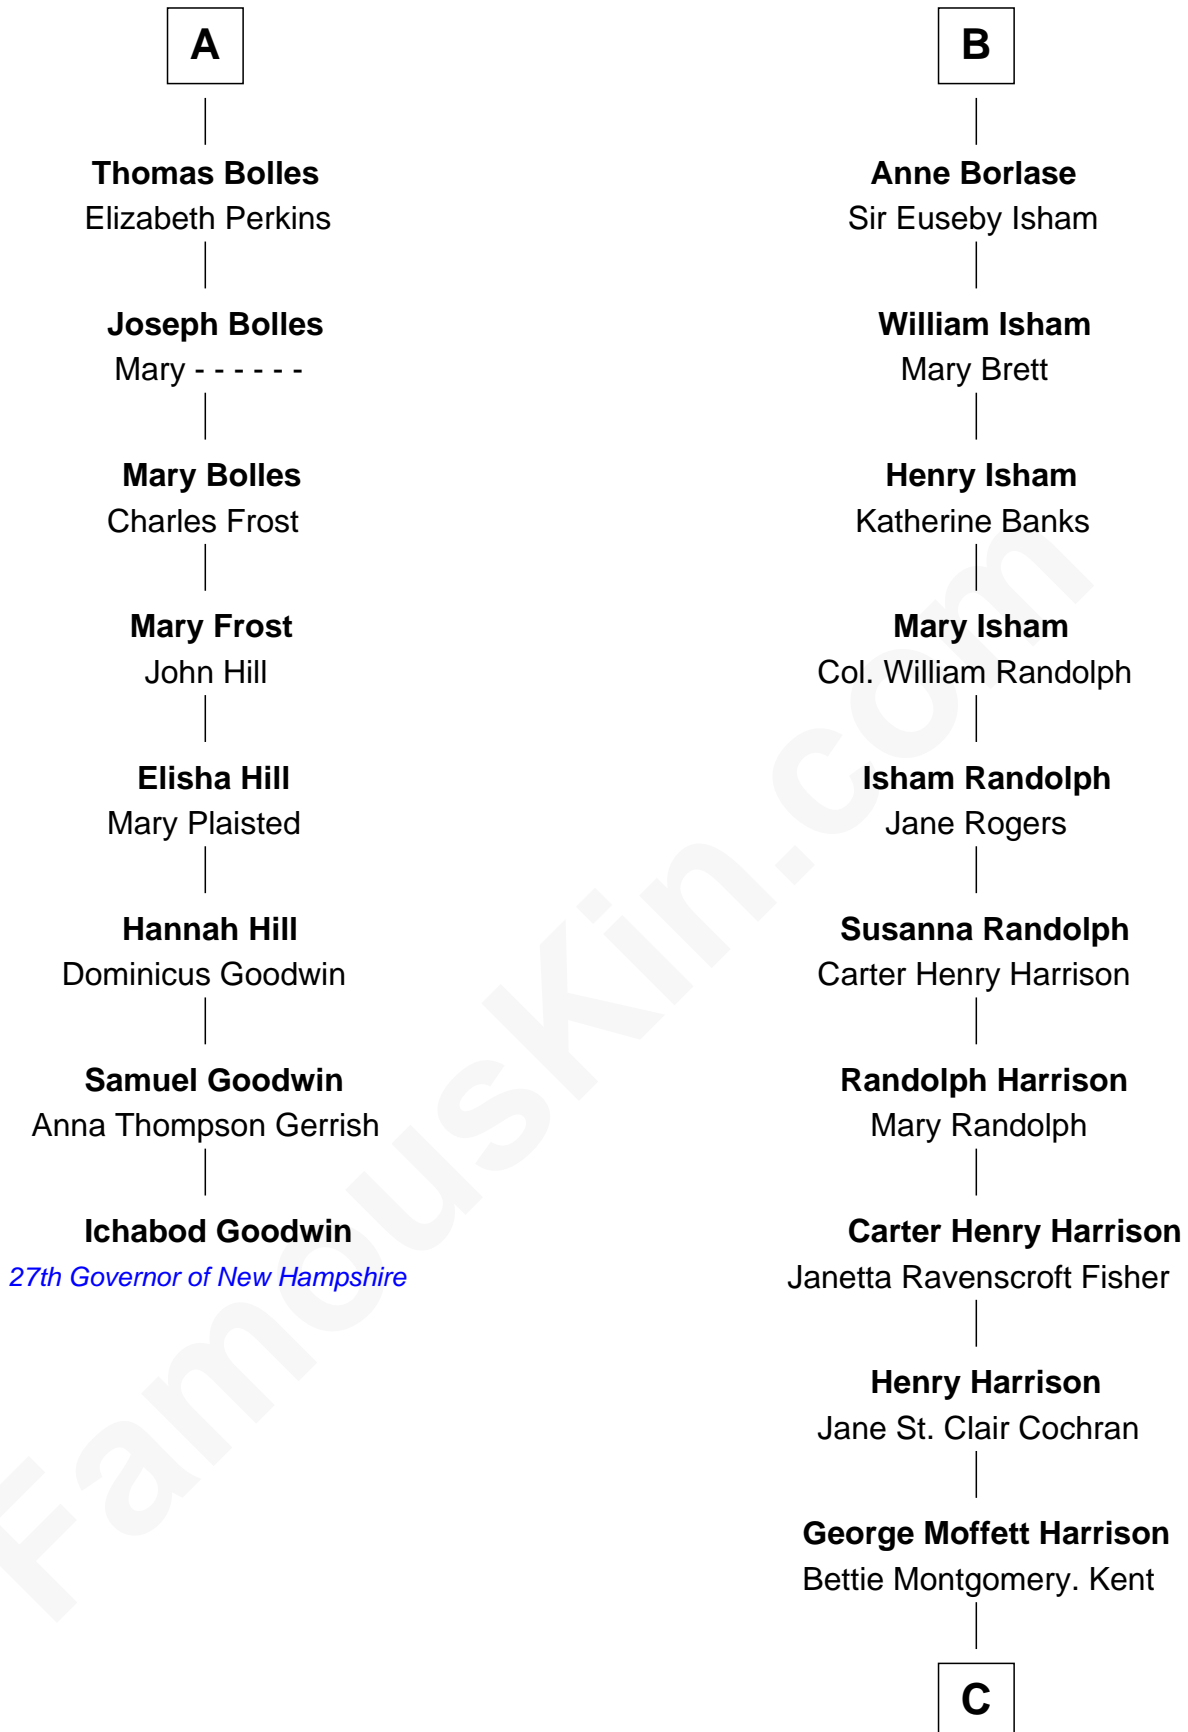 A
Thomas Bolles
Elizabeth Perkins
Joseph Bolles
Mary - - - - - -
Mary Bolles
Charles Frost
Mary Frost
John Hill
Elisha Hill
Mary Plaisted
Hannah Hill
Dominicus Goodwin
Samuel Goodwin
Anna Thompson Gerrish
Ichabod Goodwin
27th Governor of New Hampshire
B
Anne Borlase
Sir Euseby Isham
William Isham
Mary Brett
Henry Isham
Katherine Banks
Mary Isham
Col. William Randolph
Isham Randolph
Jane Rogers
Susanna Randolph
Carter Henry Harrison
Randolph Harrison
Mary Randolph
Carter Henry Harrison
Janetta Ravenscroft Fisher
Henry Harrison
Jane St. Clair Cochran
George Moffett Harrison
Bettie Montgomery. Kent
C
FamousKin.com